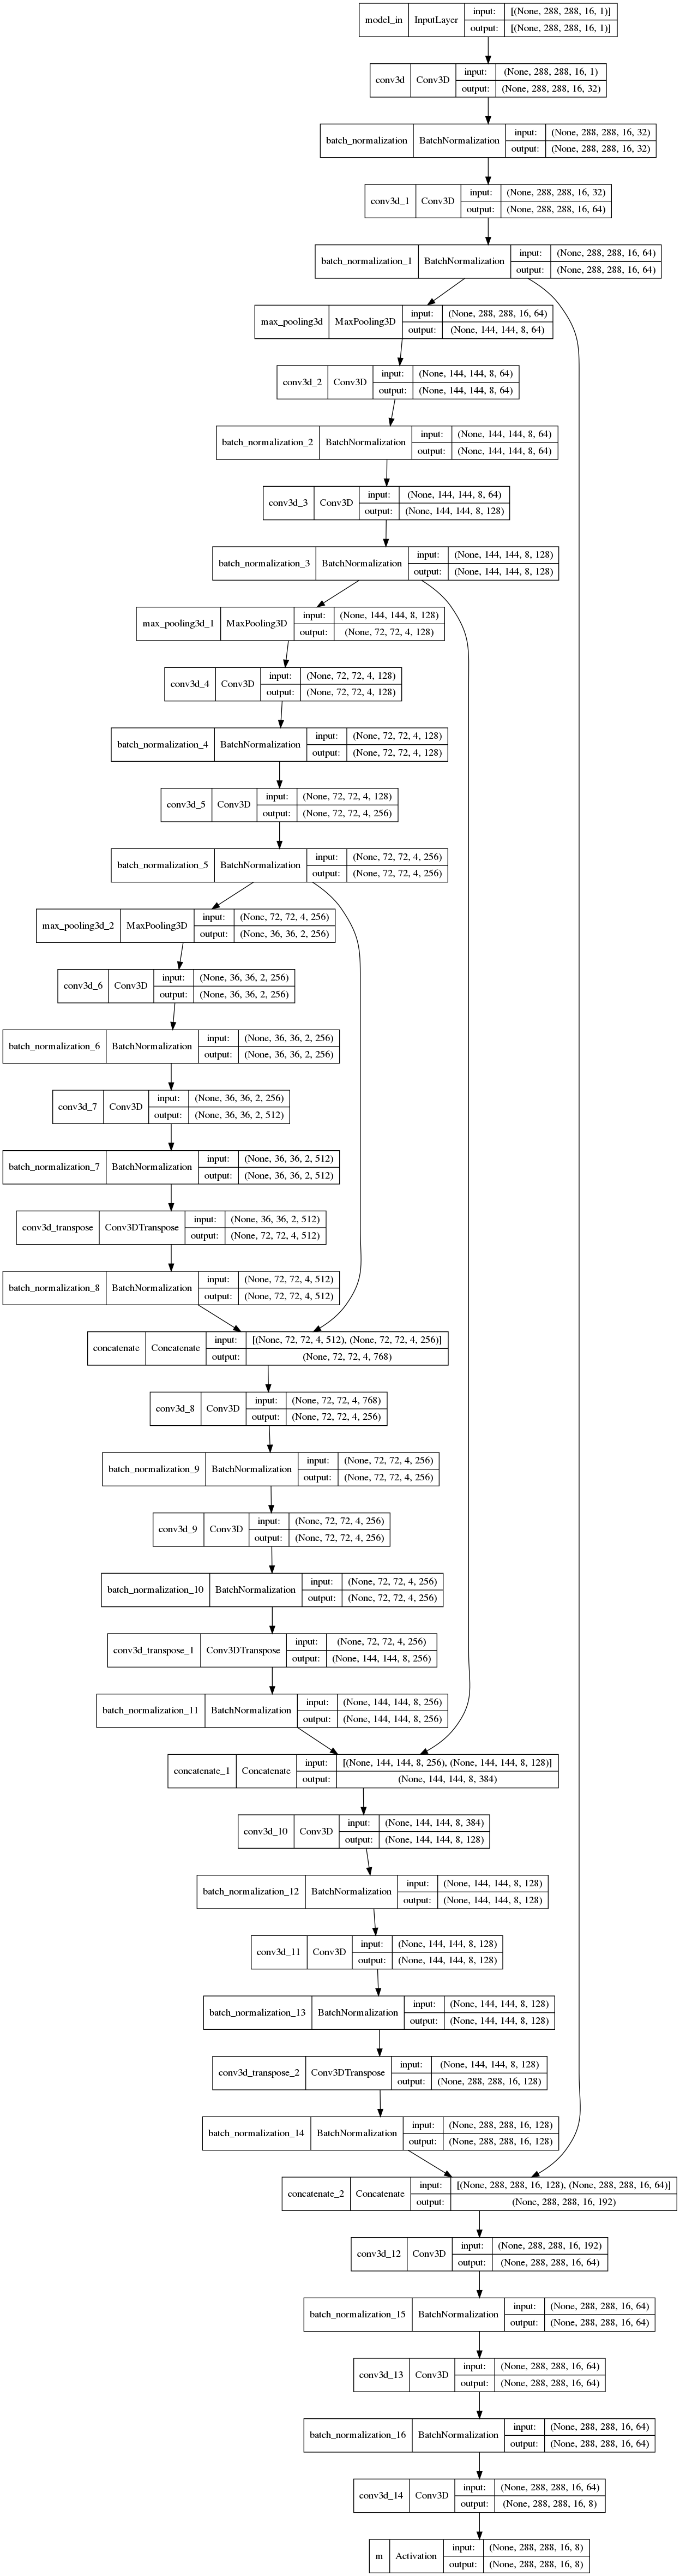 model_in InputLayer input: [(None, 288, 288, 16, 1)]
output: [(None, 288, 288, 16, 1)]
conv3d Conv3D input: (None, 288, 288, 16, 1)
output: (None, 288, 288, 16, 32)
batch_normalization BatchNormalization input: (None, 288, 288, 16, 32)
output: (None, 288, 288, 16, 32)
conv3d_1 Conv3D input: (None, 288, 288, 16, 32)
output: (None, 288, 288, 16, 64)
batch_normalization_1 BatchNormalization input: (None, 288, 288, 16, 64)
output: (None, 288, 288, 16, 64)
max_pooling3d MaxPooling3D input: (None, 288, 288, 16, 64)
output: (None, 144, 144, 8, 64)
conv3d_2 Conv3D input: (None, 144, 144, 8, 64)
output: (None, 144, 144, 8, 64)
batch_normalization_2 BatchNormalization input: (None, 144, 144, 8, 64)
output: (None, 144, 144, 8, 64)
conv3d_3 Conv3D input: (None, 144, 144, 8, 64)
output: (None, 144, 144, 8, 128)
batch_normalization_3 BatchNormalization input: (None, 144, 144, 8, 128)
output: (None, 144, 144, 8, 128)
max_pooling3d_1 MaxPooling3D input: (None, 144, 144, 8, 128)
output: (None, 72, 72, 4, 128)
conv3d_4 Conv3D input: (None, 72, 72, 4, 128)
output: (None, 72, 72, 4, 128)
batch_normalization_4 BatchNormalization input: (None, 72, 72, 4, 128)
output: (None, 72, 72, 4, 128)
conv3d_5 Conv3D input: (None, 72, 72, 4, 128)
output: (None, 72, 72, 4, 256)
batch_normalization_5 BatchNormalization input: (None, 72, 72, 4, 256)
output: (None, 72, 72, 4, 256)
max_pooling3d_2 MaxPooling3D input: (None, 72, 72, 4, 256)
output: (None, 36, 36, 2, 256)
conv3d_6 Conv3D input: (None, 36, 36, 2, 256)
output: (None, 36, 36, 2, 256)
batch_normalization_6 BatchNormalization input: (None, 36, 36, 2, 256)
output: (None, 36, 36, 2, 256)
conv3d_7 Conv3D input: (None, 36, 36, 2, 256)
output: (None, 36, 36, 2, 512)
batch_normalization_7 BatchNormalization input: (None, 36, 36, 2, 512)
output: (None, 36, 36, 2, 512)
conv3d_transpose Conv3DTranspose input: (None, 36, 36, 2, 512)
output: (None, 72, 72, 4, 512)
batch_normalization_8 BatchNormalization input: (None, 72, 72, 4, 512)
output: (None, 72, 72, 4, 512)
concatenate Concatenate input: [(None, 72, 72, 4, 512), (None, 72, 72, 4, 256)]
output: (None, 72, 72, 4, 768)
conv3d_8 Conv3D input: (None, 72, 72, 4, 768)
output: (None, 72, 72, 4, 256)
batch_normalization_9 BatchNormalization input: (None, 72, 72, 4, 256)
output: (None, 72, 72, 4, 256)
conv3d_9 Conv3D input: (None, 72, 72, 4, 256)
output: (None, 72, 72, 4, 256)
batch_normalization_10 BatchNormalization input: (None, 72, 72, 4, 256)
output: (None, 72, 72, 4, 256)
conv3d_transpose_1 Conv3DTranspose input: (None, 72, 72, 4, 256)
output: (None, 144, 144, 8, 256)
batch_normalization_11 BatchNormalization input: (None, 144, 144, 8, 256)
output: (None, 144, 144, 8, 256)
concatenate_1 Concatenate input: [(None, 144, 144, 8, 256), (None, 144, 144, 8, 128)]
output: (None, 144, 144, 8, 384)
conv3d_10 Conv3D input: (None, 144, 144, 8, 384)
output: (None, 144, 144, 8, 128)
batch_normalization_12 BatchNormalization input: (None, 144, 144, 8, 128)
output: (None, 144, 144, 8, 128)
conv3d_11 Conv3D input: (None, 144, 144, 8, 128)
output: (None, 144, 144, 8, 128)
batch_normalization_13 BatchNormalization input: (None, 144, 144, 8, 128)
output: (None, 144, 144, 8, 128)
conv3d_transpose_2 Conv3DTranspose input: (None, 144, 144, 8, 128)
output: (None, 288, 288, 16, 128)
batch_normalization_14 BatchNormalization input: (None, 288, 288, 16, 128)
output: (None, 288, 288, 16, 128)
concatenate_2 Concatenate input: [(None, 288, 288, 16, 128), (None, 288, 288, 16, 64)]
output: (None, 288, 288, 16, 192)
conv3d_12 Conv3D input: (None, 288, 288, 16, 192)
output: (None, 288, 288, 16, 64)
batch_normalization_15 BatchNormalization input: (None, 288, 288, 16, 64)
output: (None, 288, 288, 16, 64)
conv3d_13 Conv3D input: (None, 288, 288, 16, 64)
output: (None, 288, 288, 16, 64)
batch_normalization_16 BatchNormalization input: (None, 288, 288, 16, 64)
output: (None, 288, 288, 16, 64)
conv3d_14 Conv3D input: (None, 288, 288, 16, 64)
output: (None, 288, 288, 16, 8)
m Activation input: (None, 288, 288, 16, 8)
output: (None, 288, 288, 16, 8)